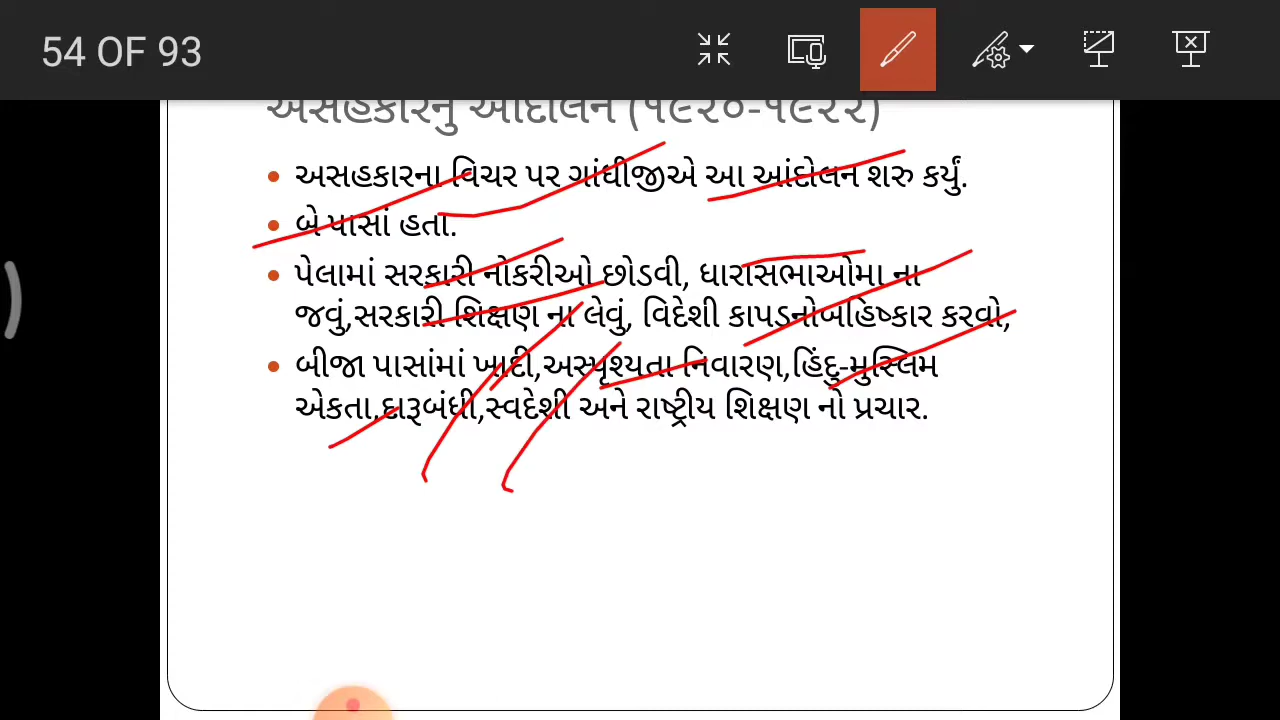 54 OF 93
અસહકારનું આંદોલન (૧૯૨૦-૧૯૨૨)
• અસહકારના વિચર પર ગાંધીજીએ આ આંદોલન શરુ કર્યું.
• બે પાસાં હતા.
• પેલામાં સરકારી નોકરીઓ છોડવી, ધારાસભાઓમા ના
જવું,સરકારી શિક્ષણ ના લેવું, વિદેશી કાપડનોબહિષ્કાર કરવો,
• બીજા પાસાંમાં ખાદી,અસ્પૃશ્યતા નિવારણ,હિંદુ-મુસ્લિમ
એકતા,દારૂબંધી,સ્વદેશી અને રાષ્ટ્રીય શિક્ષણ નો પ્રચાર.